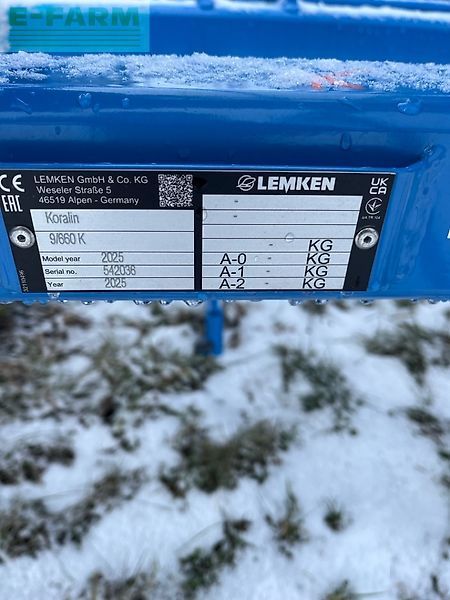 E-FARM
LEMKEN GmbH & Co. KG
Weseler Straße 5
46519 Alpen - Germany
CE
EAC
Koralin
9/660 K
Model year 2025
Serial no. 542036
Year 2025
LEMKEN
UK
CA
-
-
- KG
A-0 - KG
A-1 - KG
A-2 - KG